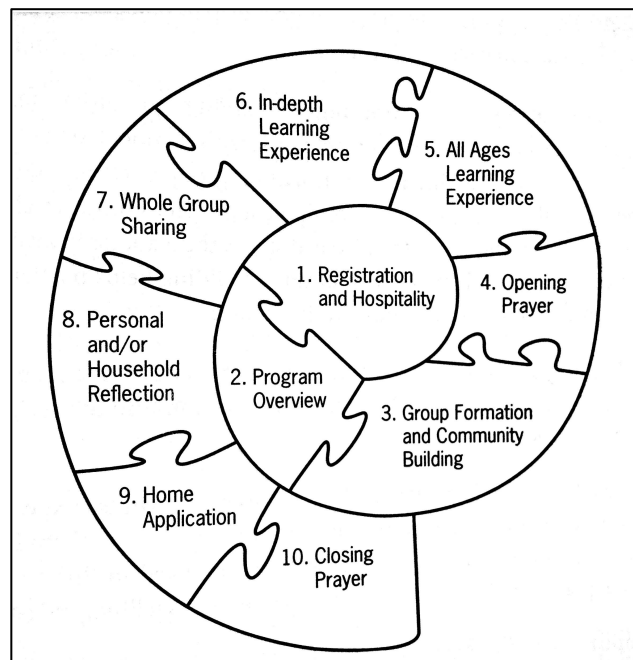 1. Registration
and Hospitality
2. Program
Overview
3. Group Formation
and Community
Building
4. Opening
Prayer
5. All Ages
Learning
Experience
6. In-depth
Learning
Experience
7. Whole Group
Sharing
8. Personal
and/or
Household
Reflection
9. Home
Application
10. Closing
Prayer